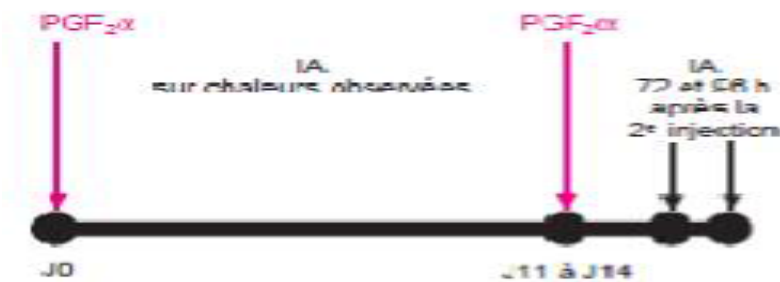 PGF₂α
PGF₂α
IA
sur chaleurs observées
IA
72 et 96 h
après la
2ᵉ injection
J0
J11 à J14